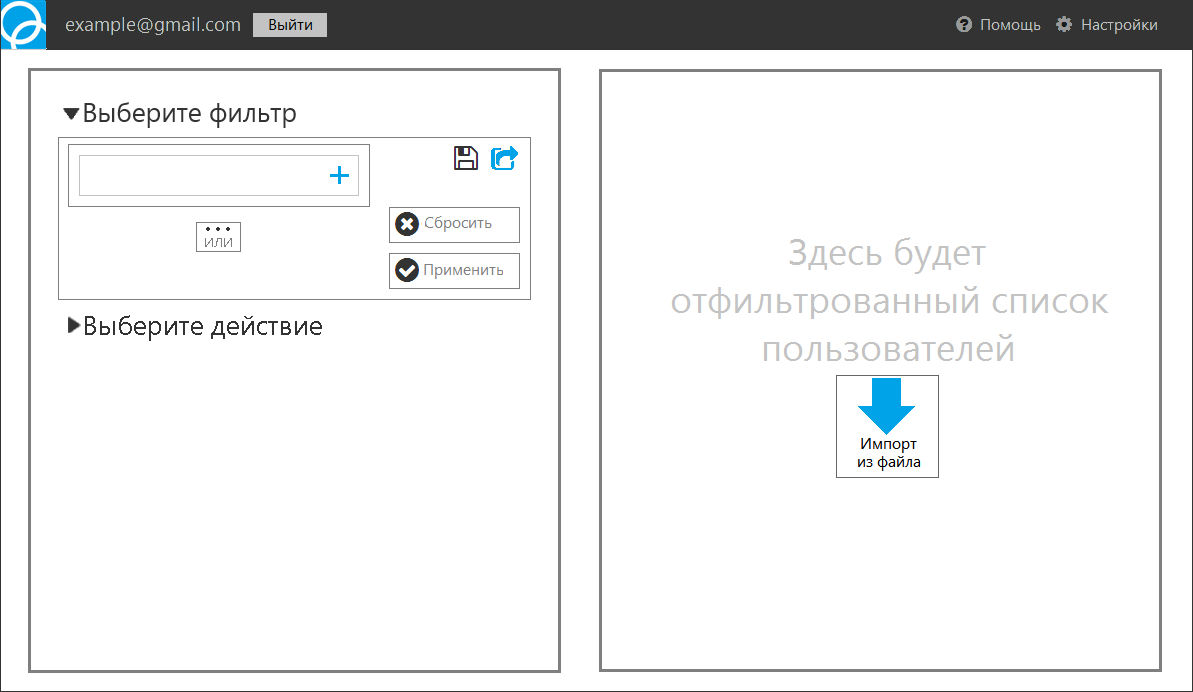 example@gmail.com Выйти Помощь Настройки
Выберите фильтр
ИЛИ
Сбросить
Применить
Выберите действие
Здесь будет
отфильтрованный список
пользователей
Импорт
из файла